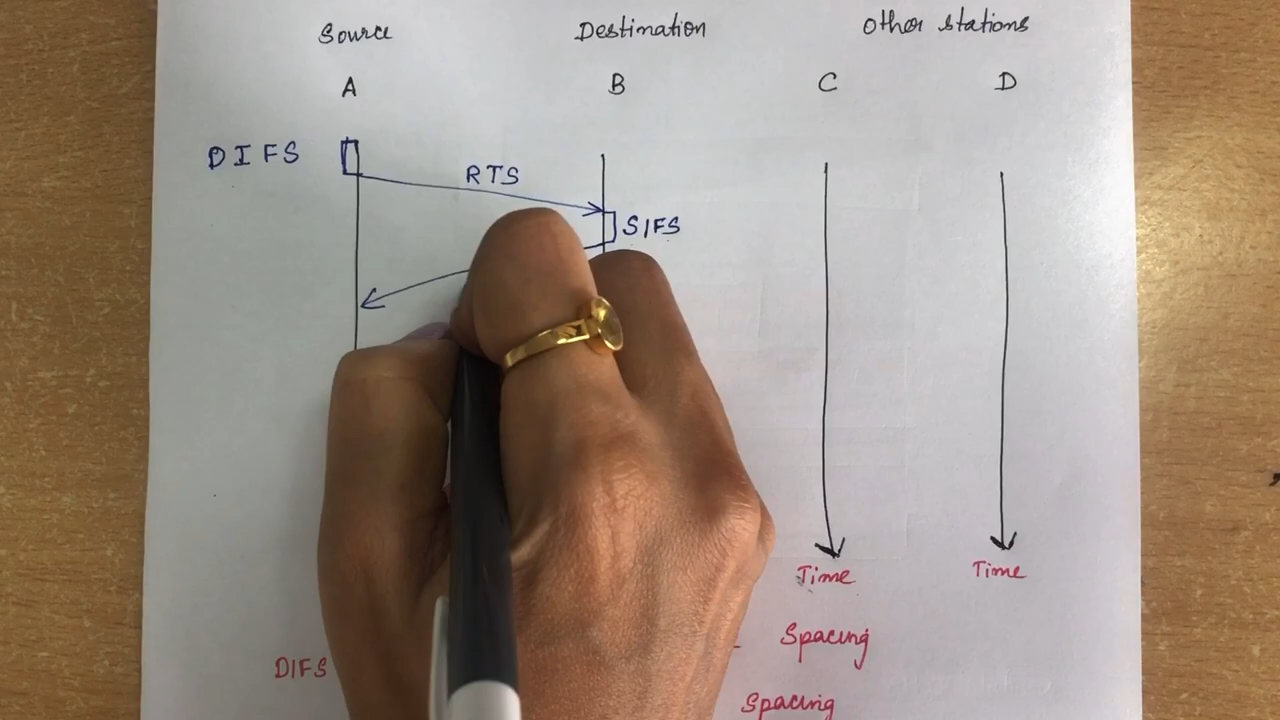 Source Destination Other stations
A B C D
DIFS RTS
SIFS
Time Time
Spacing
DIFS
Spacing